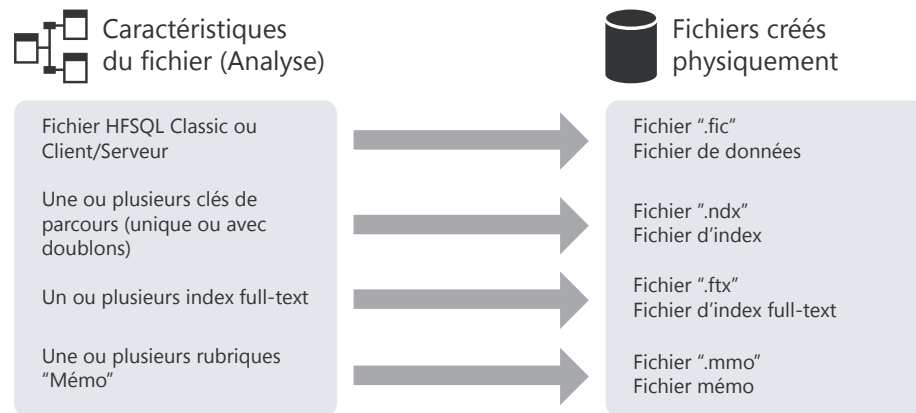 Caractéristiques
du fichier (Analyse)
Fichiers créés
physiquement
Fichier HFSQL Classic ou
Client/Serveur
Fichier ".fic"
Fichier de données
Une ou plusieurs clés de
parcours (unique ou avec
doublons)
Fichier ".ndx"
Fichier d'index
Un ou plusieurs index full-text
Fichier ".ftx"
Fichier d'index full-text
Une ou plusieurs rubriques
"Mémo"
Fichier ".mmo"
Fichier mémo